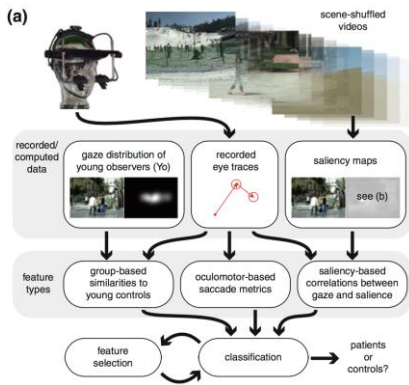 (a)
scene-shuffled
videos
recorded/
computed
data
gaze distribution of
young observers (Yo)
recorded
eye traces
saliency maps
see (b)
feature
types
group-based
similarities to
young controls
oculomotor-based
saccade metrics
saliency-based
correlations between
gaze and salience
feature
selection
classification
patients
or
controls?